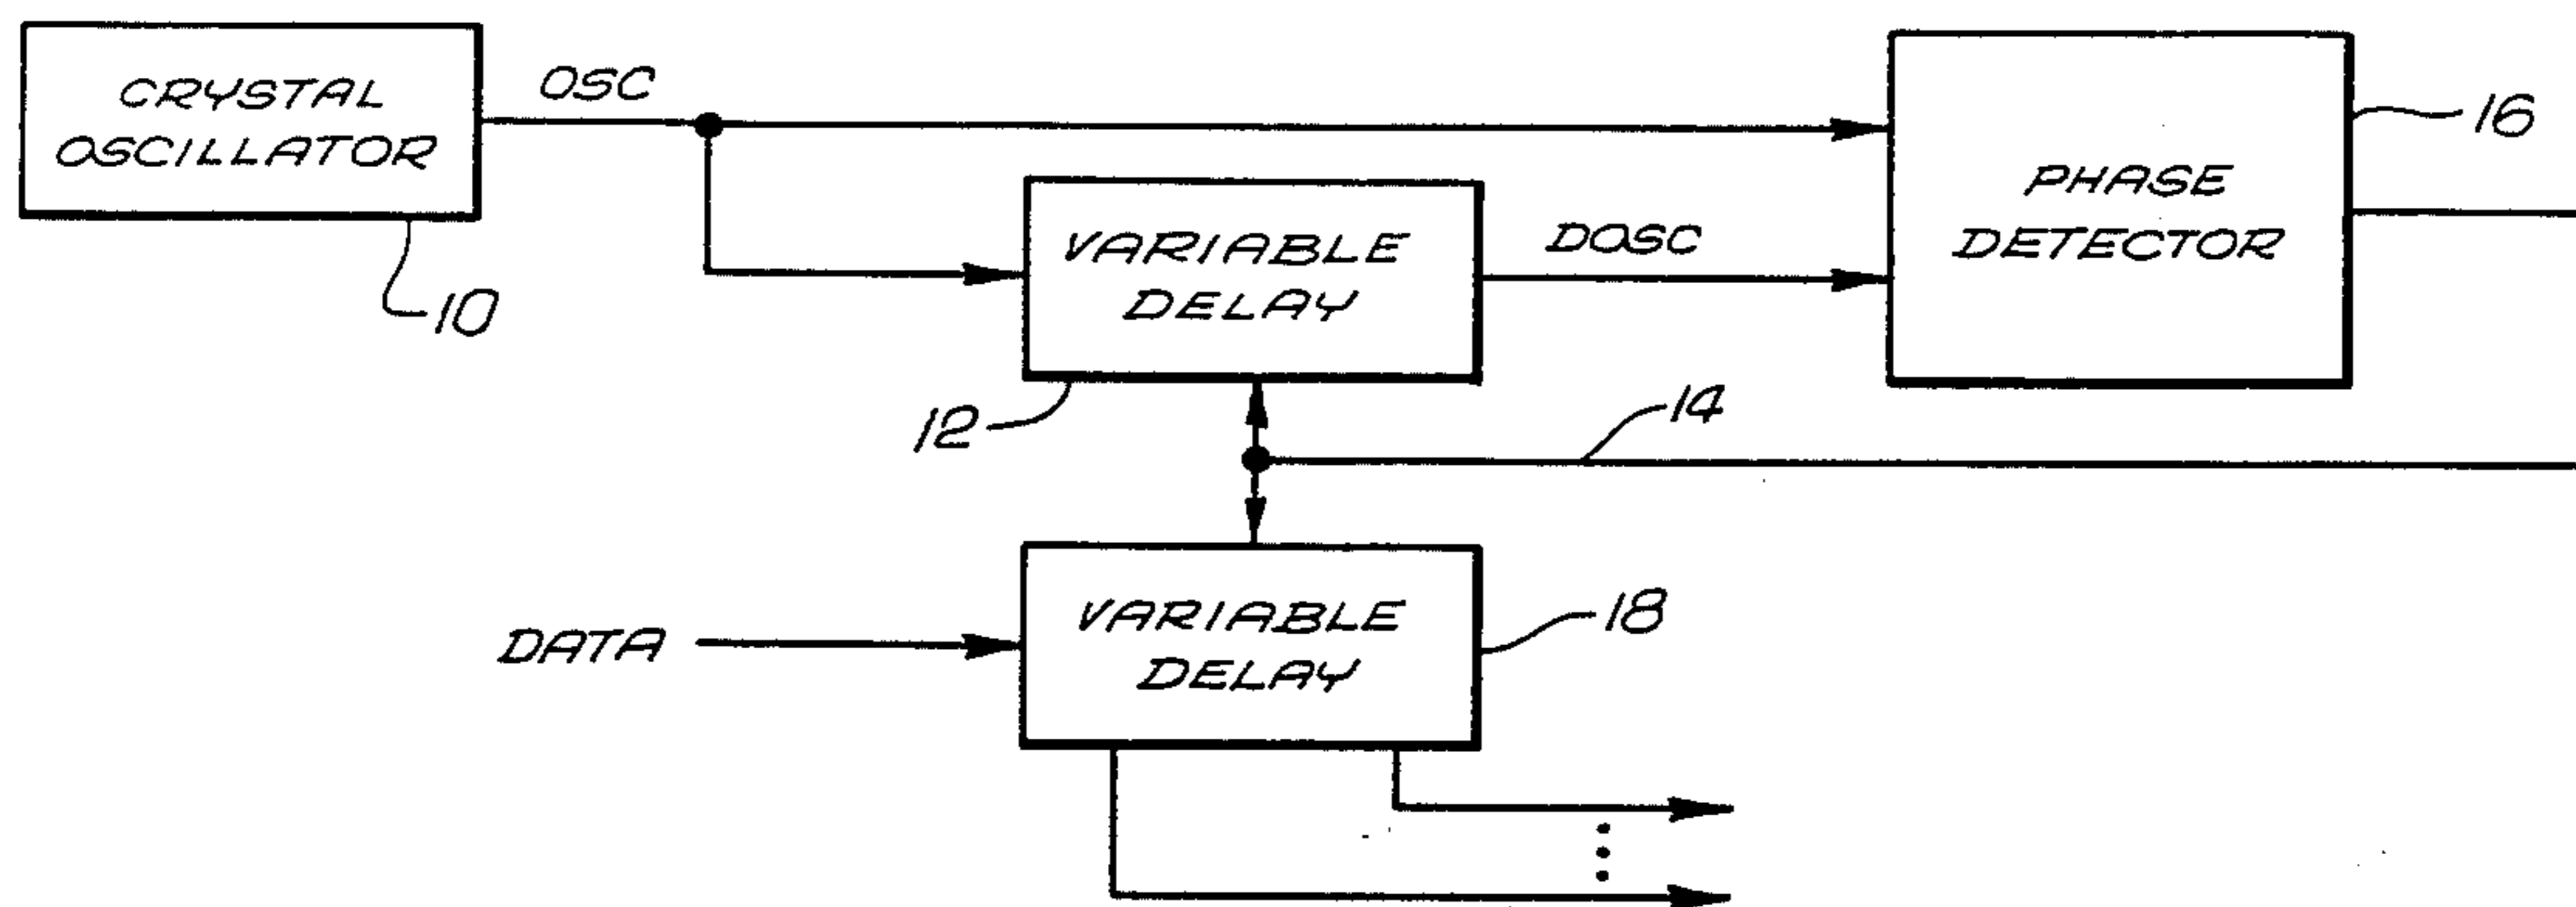 CRYSTAL
OSCILLATOR
OSC
10
VARIABLE
DELAY
12
DOSC
PHASE
DETECTOR
16
14
DATA
VARIABLE
DELAY
18